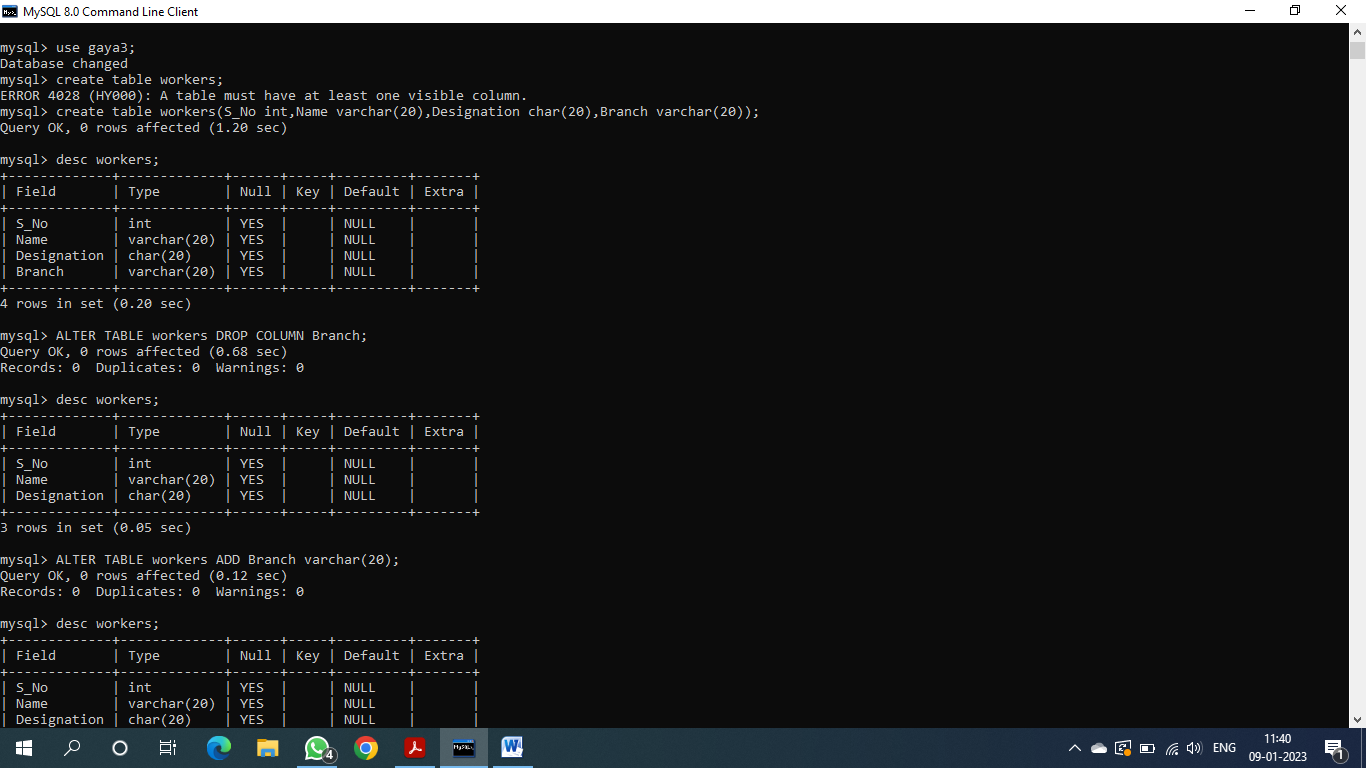 MySQL 8.0 Command Line Client
mysql> use gaya3;
Database changed
mysql> create table workers;
ERROR 4028 (HY000): A table must have at least one visible column.
mysql> create table workers(S_No int,Name varchar(20),Designation char(20),Branch varchar(20));
Query OK, 0 rows affected (1.20 sec)
mysql> desc workers;
+-------------+-------------+------+-----+---------+-------+
| Field       | Type        | Null | Key | Default | Extra |
+-------------+-------------+------+-----+---------+-------+
| S_No        | int         | YES  |     | NULL    |       |
| Name        | varchar(20) | YES  |     | NULL    |       |
| Designation | char(20)    | YES  |     | NULL    |       |
| Branch      | varchar(20) | YES  |     | NULL    |       |
+-------------+-------------+------+-----+---------+-------+
4 rows in set (0.20 sec)
mysql> ALTER TABLE workers DROP COLUMN Branch;
Query OK, 0 rows affected (0.68 sec)
Records: 0  Duplicates: 0  Warnings: 0
mysql> desc workers;
+-------------+-------------+------+-----+---------+-------+
| Field       | Type        | Null | Key | Default | Extra |
+-------------+-------------+------+-----+---------+-------+
| S_No        | int         | YES  |     | NULL    |       |
| Name        | varchar(20) | YES  |     | NULL    |       |
| Designation | char(20)    | YES  |     | NULL    |       |
+-------------+-------------+------+-----+---------+-------+
3 rows in set (0.05 sec)
mysql> ALTER TABLE workers ADD Branch varchar(20);
Query OK, 0 rows affected (0.12 sec)
Records: 0  Duplicates: 0  Warnings: 0
mysql> desc workers;
+-------------+-------------+------+-----+---------+-------+
| Field       | Type        | Null | Key | Default | Extra |
+-------------+-------------+------+-----+---------+-------+
| S_No        | int         | YES  |     | NULL    |       |
| Name        | varchar(20) | YES  |     | NULL    |       |
| Designation | char(20)    | YES  |     | NULL    |       |
4
MySQL
W
ENG
11:40
09-01-2023
1